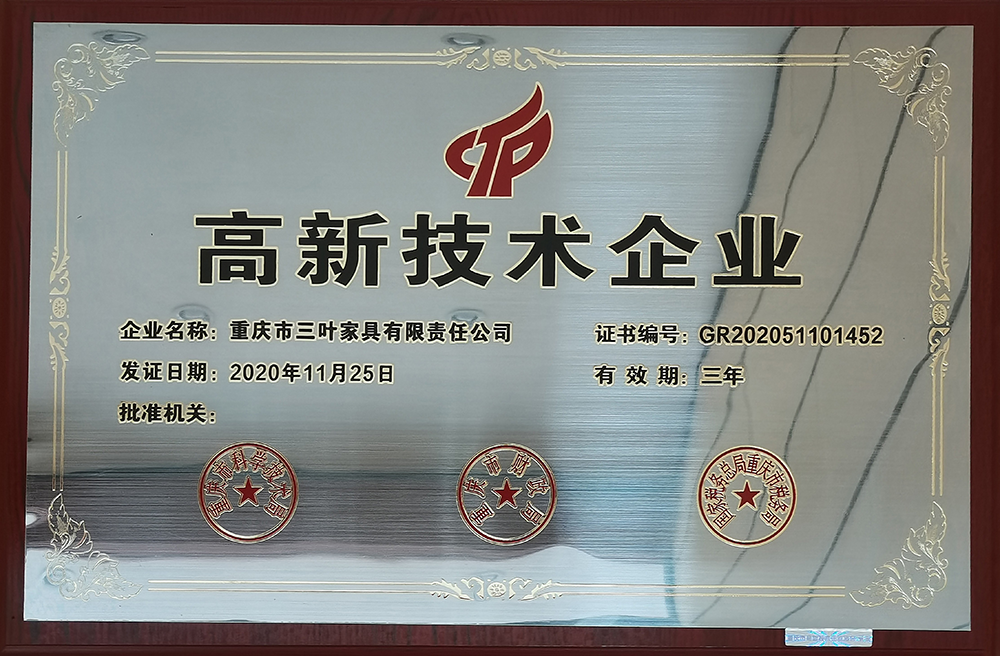 CTP
高新技术企业
企业名称：重庆市三叶家具有限责任公司
证书编号：GR202051101452
发证日期：2020年11月25日
有 效 期：三年
批准机关：
重庆市科学技术局
重庆市财政局
国家税务总局重庆市税务局